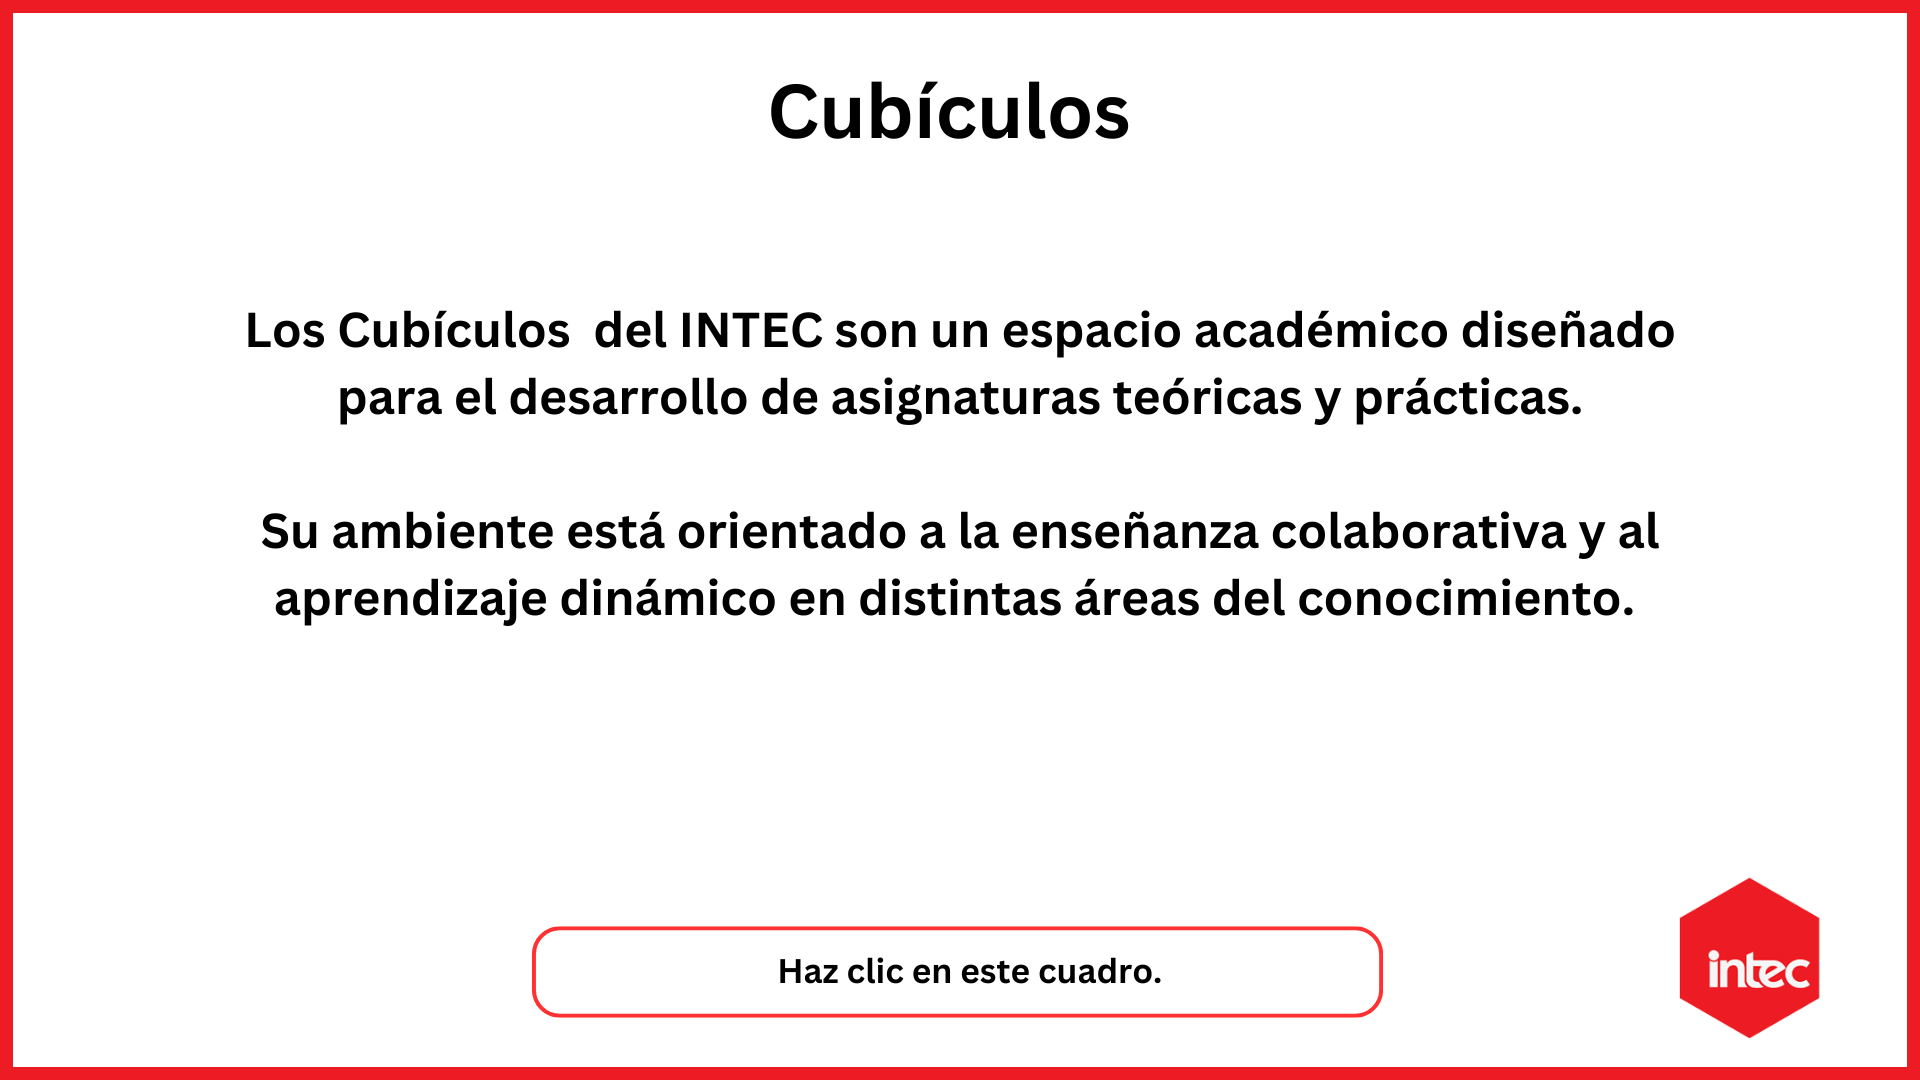 Cubículos
Los Cubículos  del INTEC son un espacio académico diseñado
para el desarrollo de asignaturas teóricas y prácticas.
Su ambiente está orientado a la enseñanza colaborativa y al
aprendizaje dinámico en distintas áreas del conocimiento.
Haz clic en este cuadro.
intec